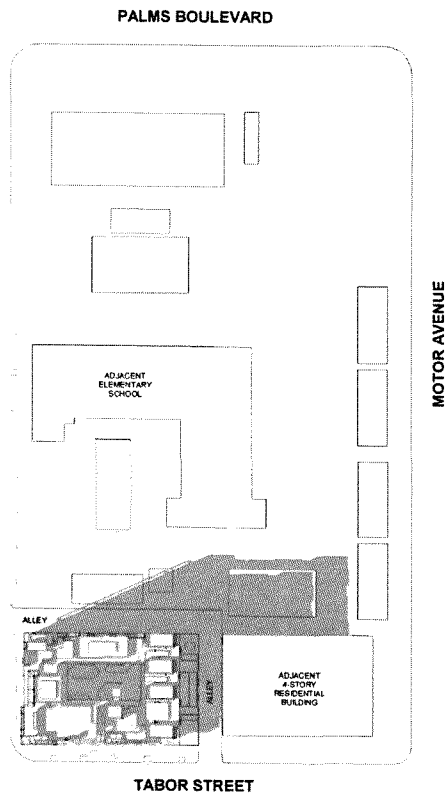 PALMS BOULEVARD
MOTOR AVENUE
ADJACENT
ELEMENTARY
SCHOOL
ALLEY
ALLEY
ADJACENT
4-STORY
RESIDENTIAL
BUILDING
TABOR STREET